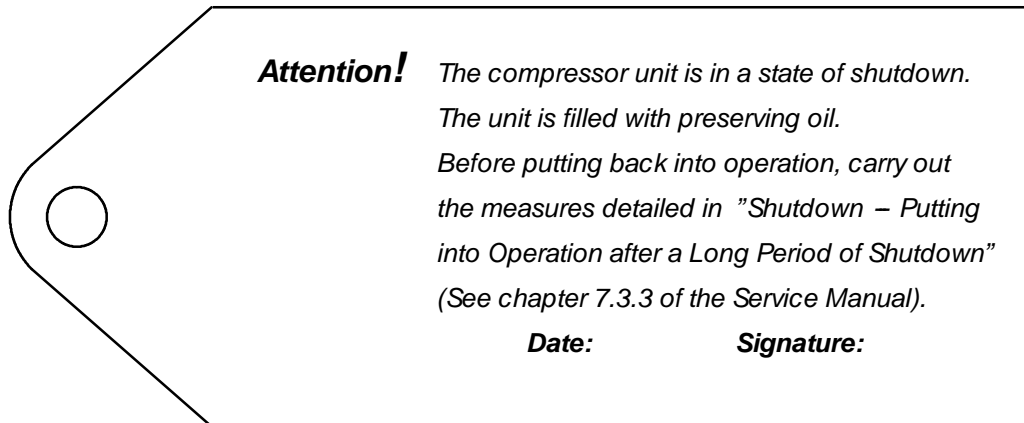 Attention! The compressor unit is in a state of shutdown.
The unit is filled with preserving oil.
Before putting back into operation, carry out
the measures detailed in ”Shutdown – Putting
into Operation after a Long Period of Shutdown”
(See chapter 7.3.3 of the Service Manual).
Date: Signature: